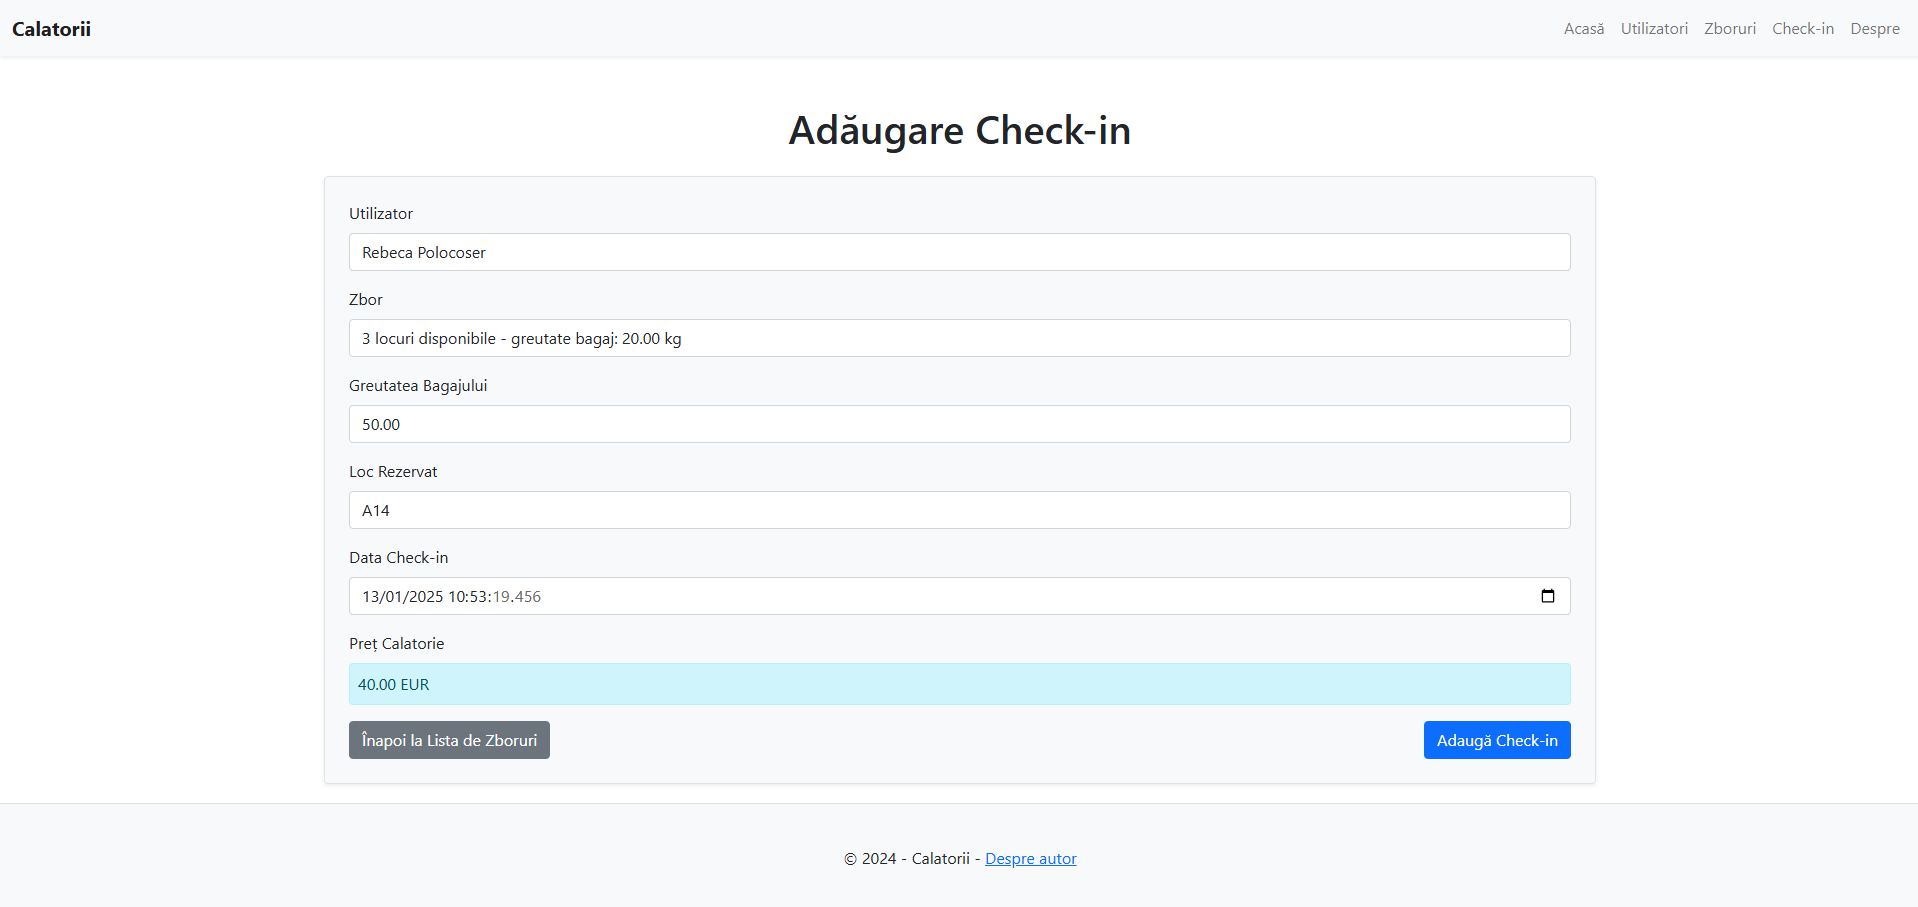 Calatorii
Acasă Utilizatori Zboruri Check-in Despre
Adăugare Check-in
Utilizator
Rebeca Polocoser
Zbor
3 locuri disponibile - greutate bagaj: 20.00 kg
Greutatea Bagajului
50.00
Loc Rezervat
A14
Data Check-in
13/01/2025 10:53:19.456
Preț Calatorie
40.00 EUR
Înapoi la Lista de Zboruri Adaugă Check-in
© 2024 - Calatorii - Despre autor